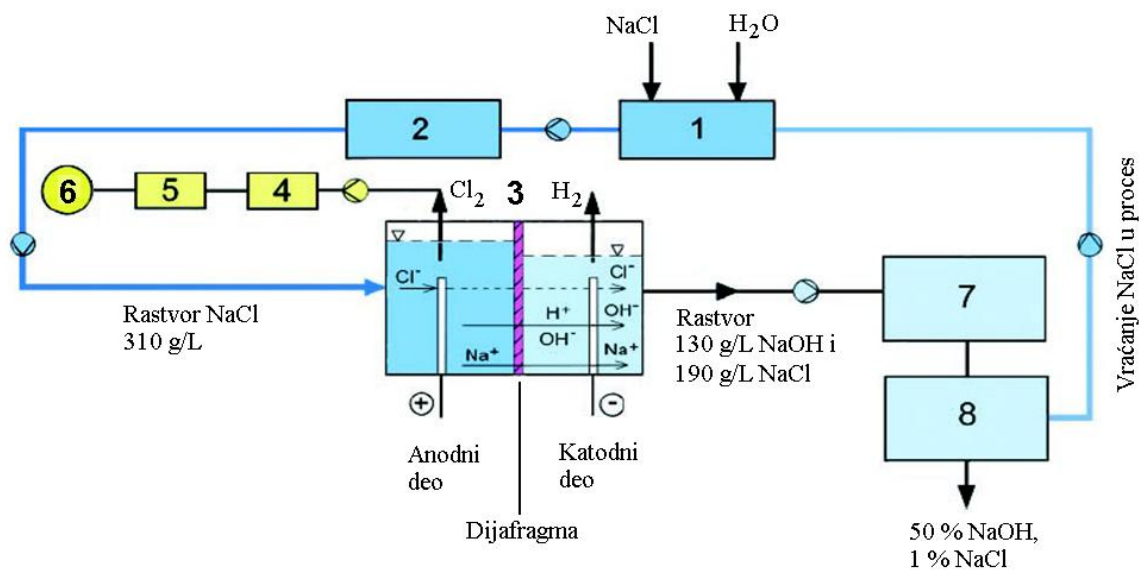 NaCl
H₂O
2
1
6
5
4
Cl₂
3
H₂
Cl⁻
Cl⁻
H⁺
OH⁻
OH⁻
Na⁺
Na⁺
Rastvor NaCl
310 g/L
Rastvor
130 g/L NaOH i
190 g/L NaCl
7
8
Vraćanje NaCl u proces
+
−
Anodni
deo
Katodni
deo
Dijafragma
50 % NaOH,
1 % NaCl